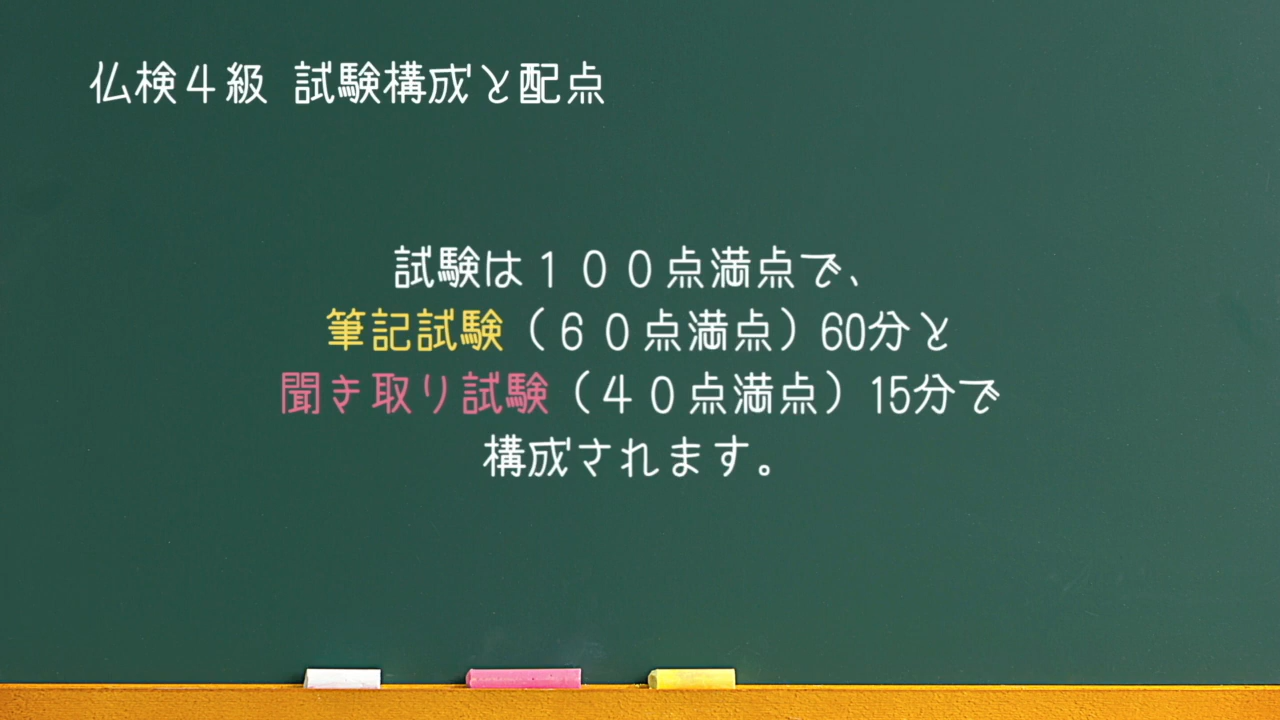 仏検４級 試験構成と配点
試験は１００点満点で、
筆記試験（６０点満点）60分と
聞き取り試験（４０点満点）15分で
構成されます。